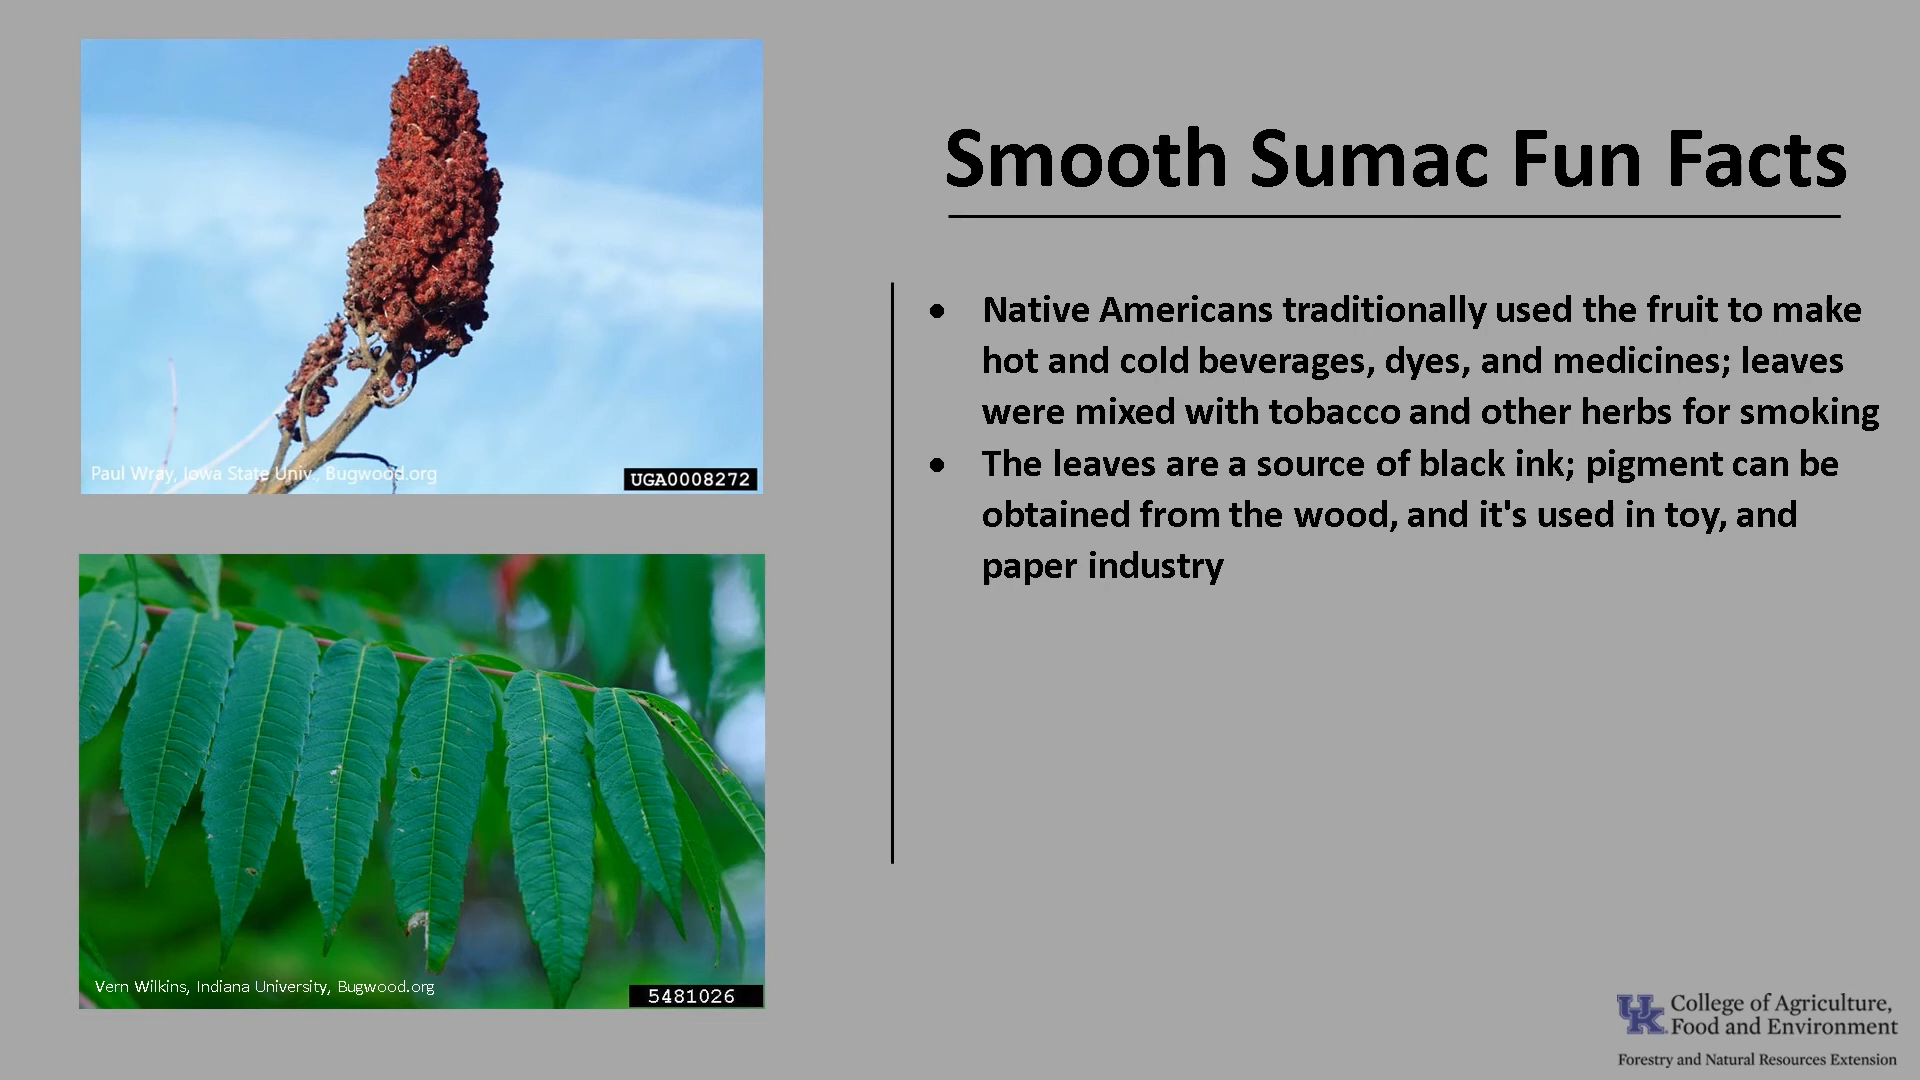 Smooth Sumac Fun Facts
• Native Americans traditionally used the fruit to make
hot and cold beverages, dyes, and medicines; leaves
were mixed with tobacco and other herbs for smoking
• The leaves are a source of black ink; pigment can be
obtained from the wood, and it's used in toy, and
paper industry
Paul Wray, Iowa State Univ., Bugwood.org
UGA0008272
Vern Wilkins, Indiana University, Bugwood.org
5481026
UK College of Agriculture,
Food and Environment
Forestry and Natural Resources Extension